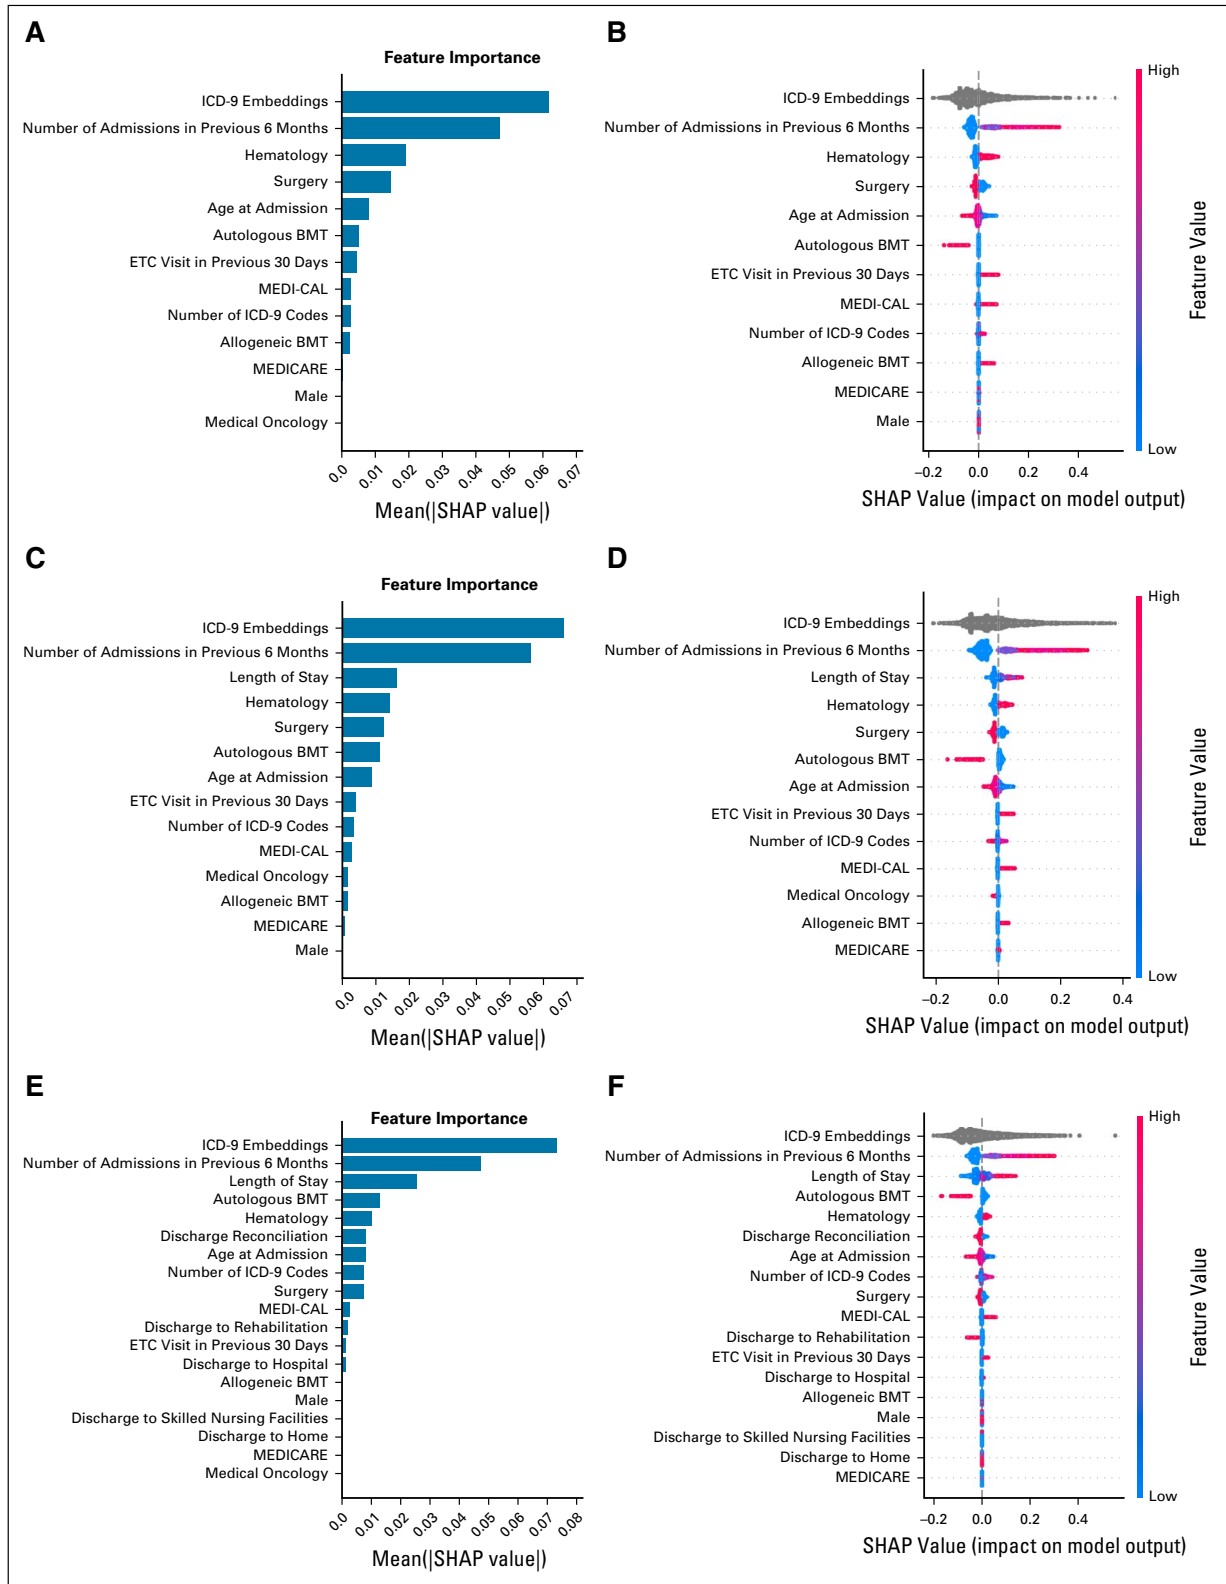 A
Feature Importance
ICD-9 Embeddings
Number of Admissions in Previous 6 Months
Hematology
Surgery
Age at Admission
Autologous BMT
ETC Visit in Previous 30 Days
MEDI-CAL
Number of ICD-9 Codes
Allogeneic BMT
MEDICARE
Male
Medical Oncology
0.0 0.01 0.02 0.03 0.04 0.05 0.06 0.07
Mean(|SHAP value|)
B
ICD-9 Embeddings
Number of Admissions in Previous 6 Months
Hematology
Surgery
Age at Admission
Autologous BMT
ETC Visit in Previous 30 Days
MEDI-CAL
Number of ICD-9 Codes
Allogeneic BMT
MEDICARE
Male
−0.2 0.0 0.2 0.4
SHAP Value (impact on model output)
High
Feature Value
Low
C
Feature Importance
ICD-9 Embeddings
Number of Admissions in Previous 6 Months
Length of Stay
Hematology
Surgery
Autologous BMT
Age at Admission
ETC Visit in Previous 30 Days
Number of ICD-9 Codes
MEDI-CAL
Medical Oncology
Allogeneic BMT
MEDICARE
Male
0.0 0.01 0.02 0.03 0.04 0.05 0.06 0.07
Mean(|SHAP value|)
D
ICD-9 Embeddings
Number of Admissions in Previous 6 Months
Length of Stay
Hematology
Surgery
Autologous BMT
Age at Admission
ETC Visit in Previous 30 Days
Number of ICD-9 Codes
MEDI-CAL
Medical Oncology
Allogeneic BMT
MEDICARE
−0.2 0.0 0.2 0.4
SHAP Value (impact on model output)
High
Feature Value
Low
E
Feature Importance
ICD-9 Embeddings
Number of Admissions in Previous 6 Months
Length of Stay
Autologous BMT
Hematology
Discharge Reconciliation
Age at Admission
Number of ICD-9 Codes
Surgery
MEDI-CAL
Discharge to Rehabilitation
ETC Visit in Previous 30 Days
Discharge to Hospital
Allogeneic BMT
Male
Discharge to Skilled Nursing Facilities
Discharge to Home
MEDICARE
Medical Oncology
0.0 0.01 0.02 0.03 0.04 0.05 0.06 0.07 0.08
Mean(|SHAP value|)
F
ICD-9 Embeddings
Number of Admissions in Previous 6 Months
Length of Stay
Autologous BMT
Hematology
Discharge Reconciliation
Age at Admission
Number of ICD-9 Codes
Surgery
MEDI-CAL
Discharge to Rehabilitation
ETC Visit in Previous 30 Days
Discharge to Hospital
Allogeneic BMT
Male
Discharge to Skilled Nursing Facilities
Discharge to Home
MEDICARE
−0.2 0.0 0.2 0.4
SHAP Value (impact on model output)
High
Feature Value
Low